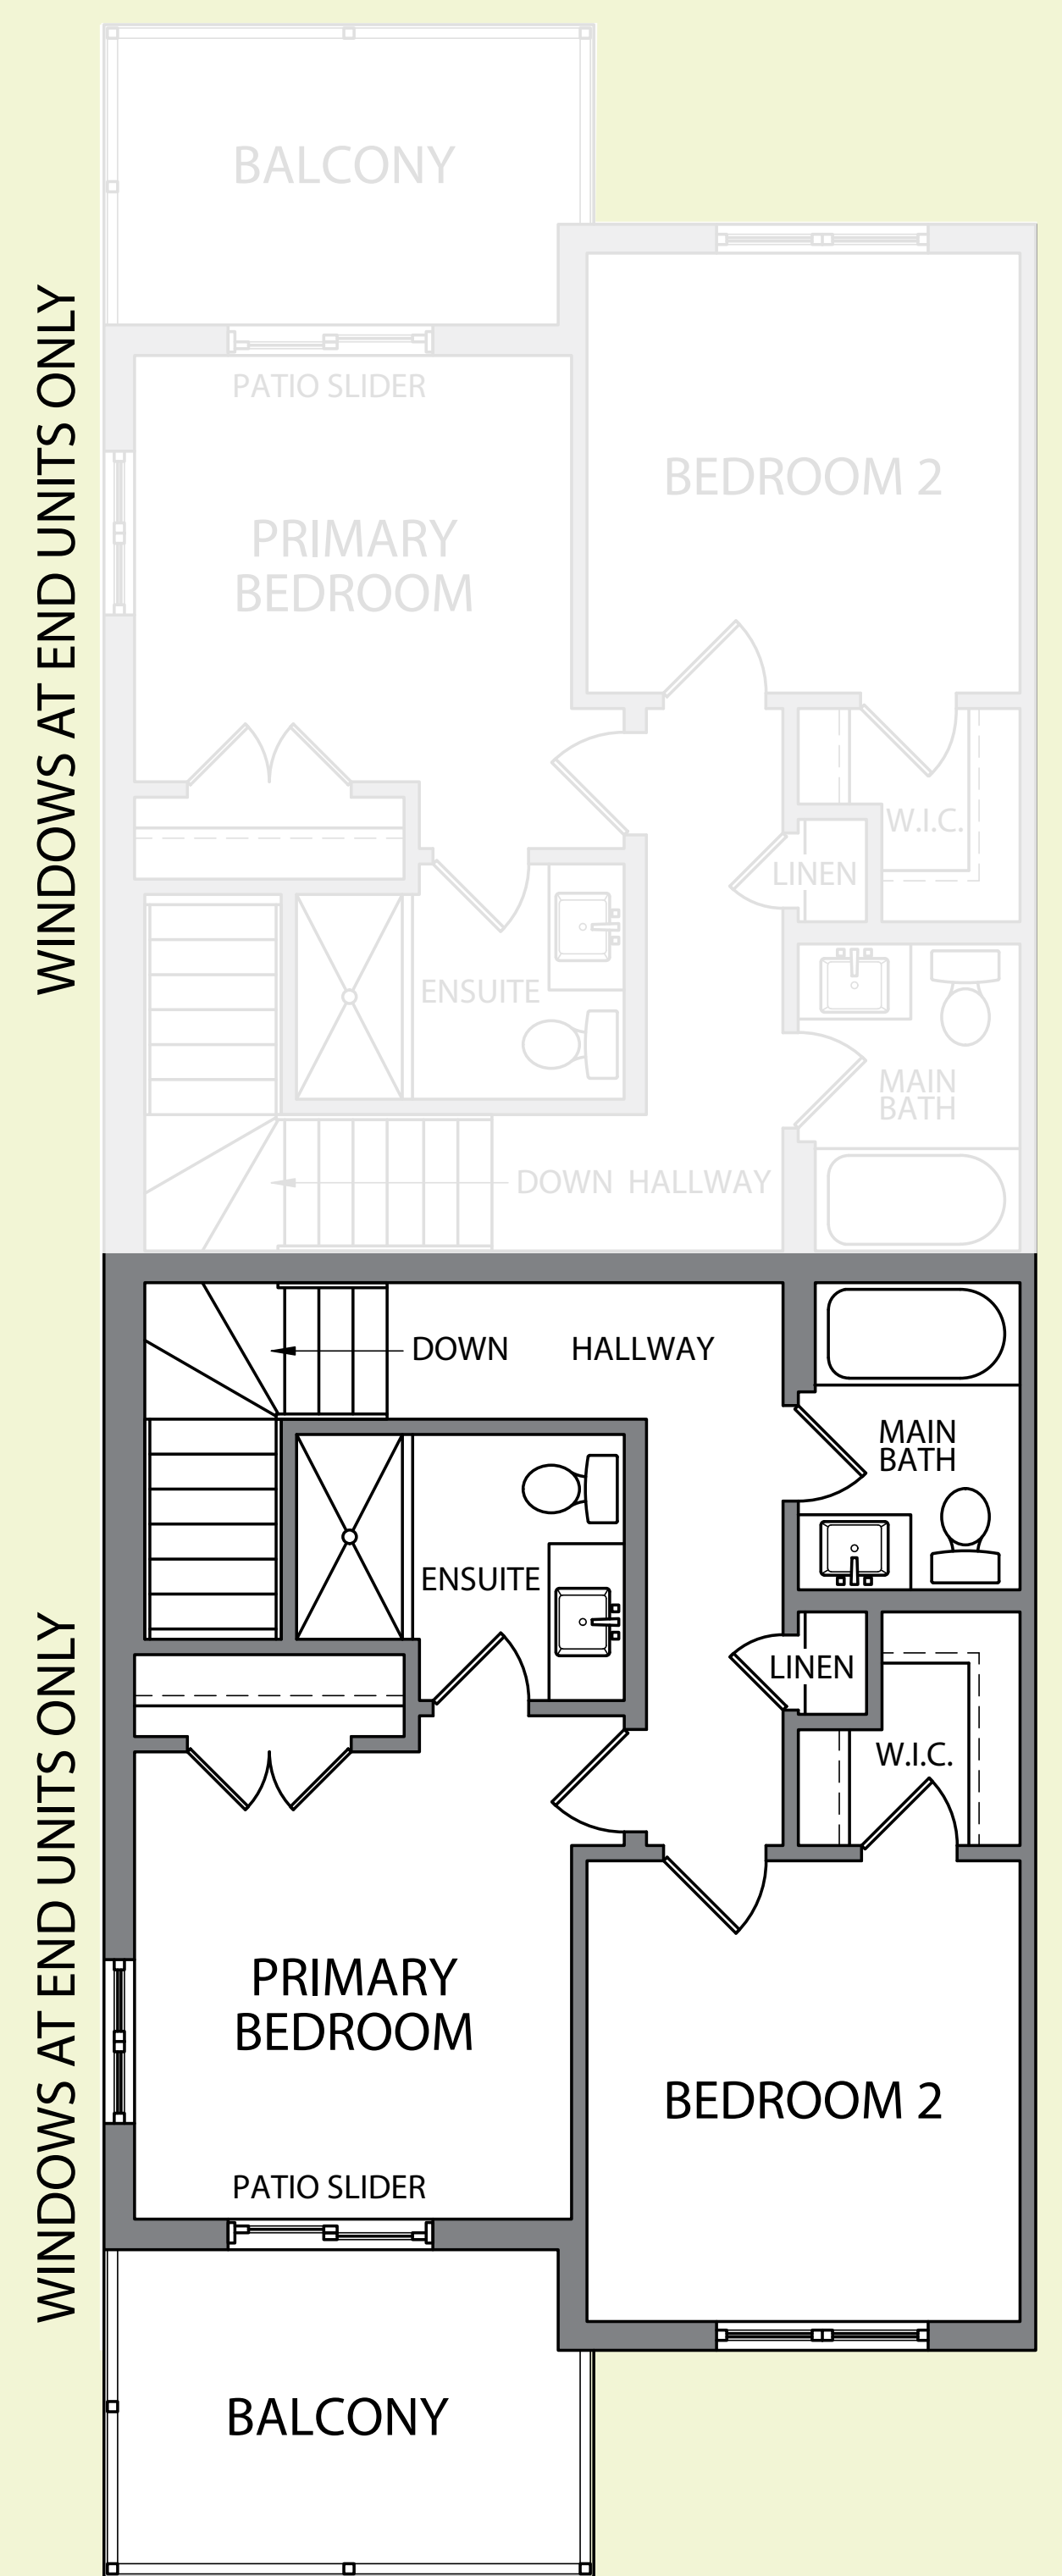 WINDOWS AT END UNITS ONLY
BALCONY
PATIO SLIDER
BEDROOM 2
PRIMARY
BEDROOM
W.I.C.
LINEN
ENSUITE
MAIN
BATH
DOWN HALLWAY
WINDOWS AT END UNITS ONLY
DOWN HALLWAY
MAIN
BATH
ENSUITE
LINEN
W.I.C.
PRIMARY
BEDROOM
BEDROOM 2
PATIO SLIDER
BALCONY